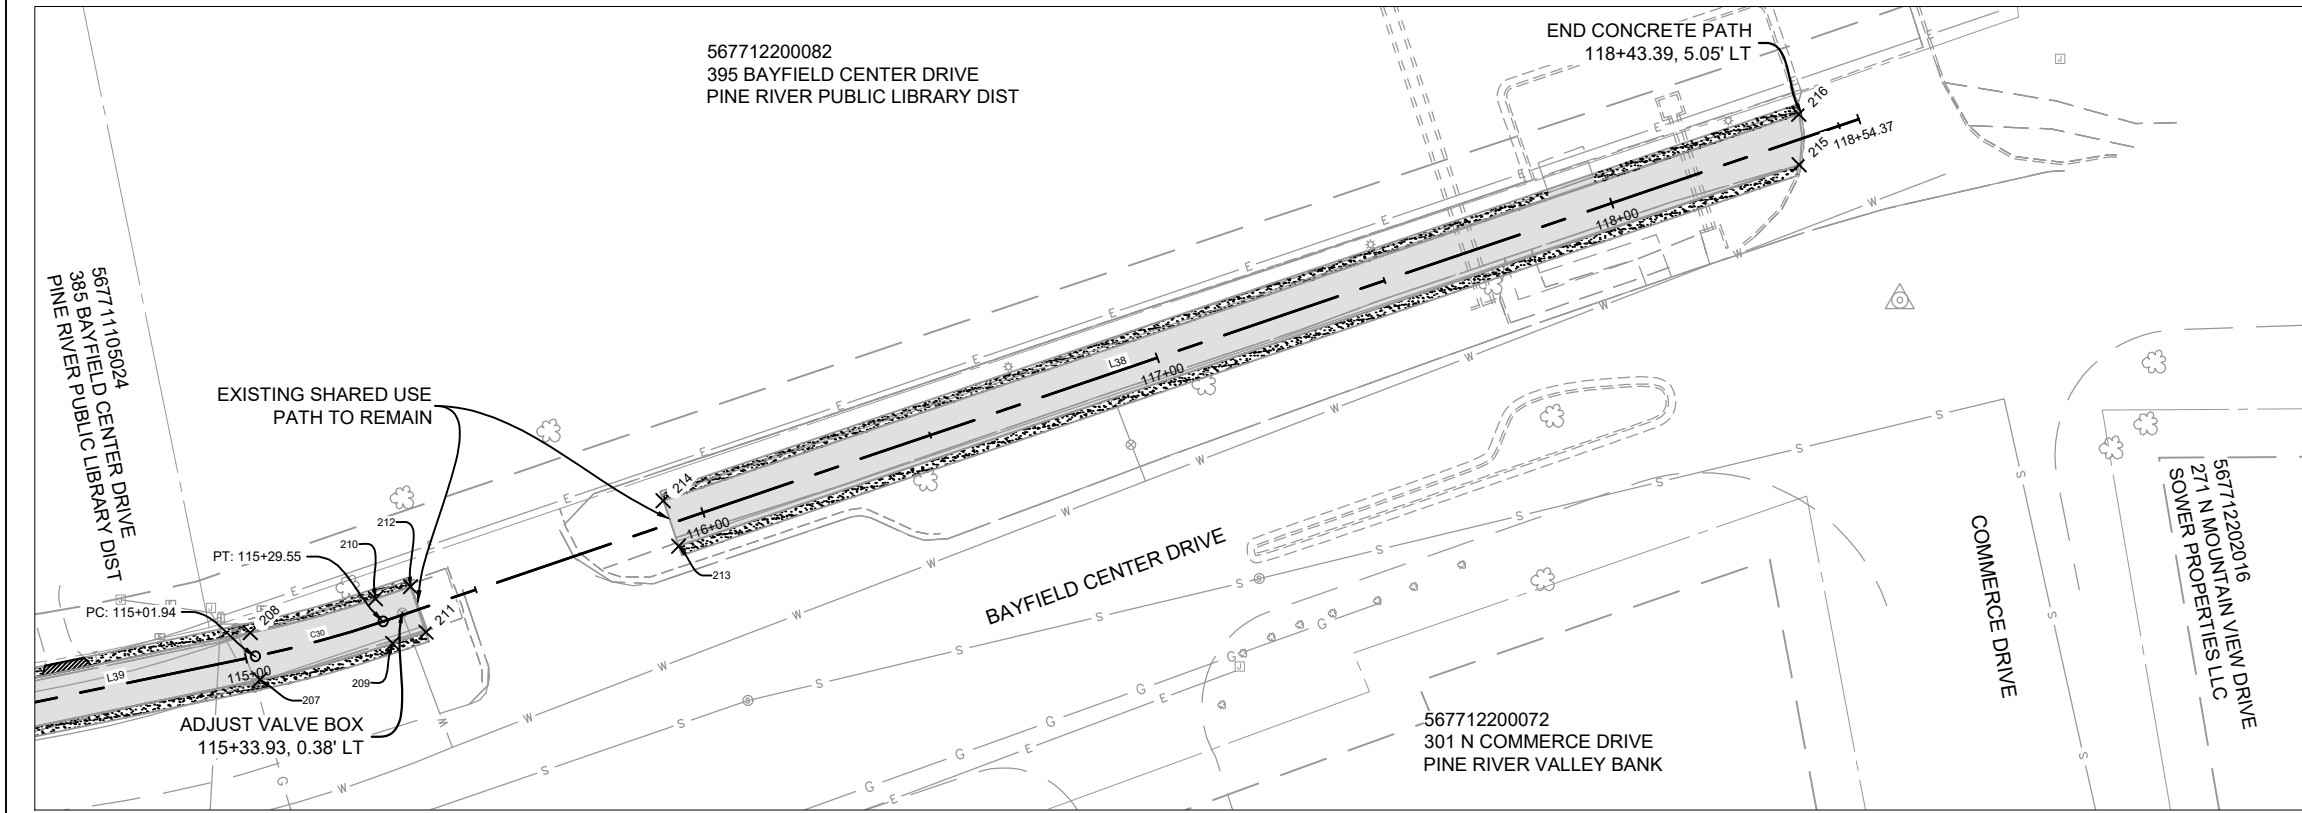 567712200082
395 BAYFIELD CENTER DRIVE
PINE RIVER PUBLIC LIBRARY DIST
END CONCRETE PATH
118+43.39, 5.05' LT
216
215
118+54.37
118+00
L38
117+00
567711105024
385 BAYFIELD CENTER DRIVE
PINE RIVER PUBLIC LIBRARY DIST
EXISTING SHARED USE
PATH TO REMAIN
214
116+00
213
212
210
PT: 115+29.55
PC: 115+01.94
208
C30
211
L39
115+00
209
207
ADJUST VALVE BOX
115+33.93, 0.38' LT
BAYFIELD CENTER DRIVE
COMMERCE DRIVE
567712202016
271 N MOUNTAIN VIEW DRIVE
SOWER PROPERTIES LLC
567712200072
301 N COMMERCE DRIVE
PINE RIVER VALLEY BANK